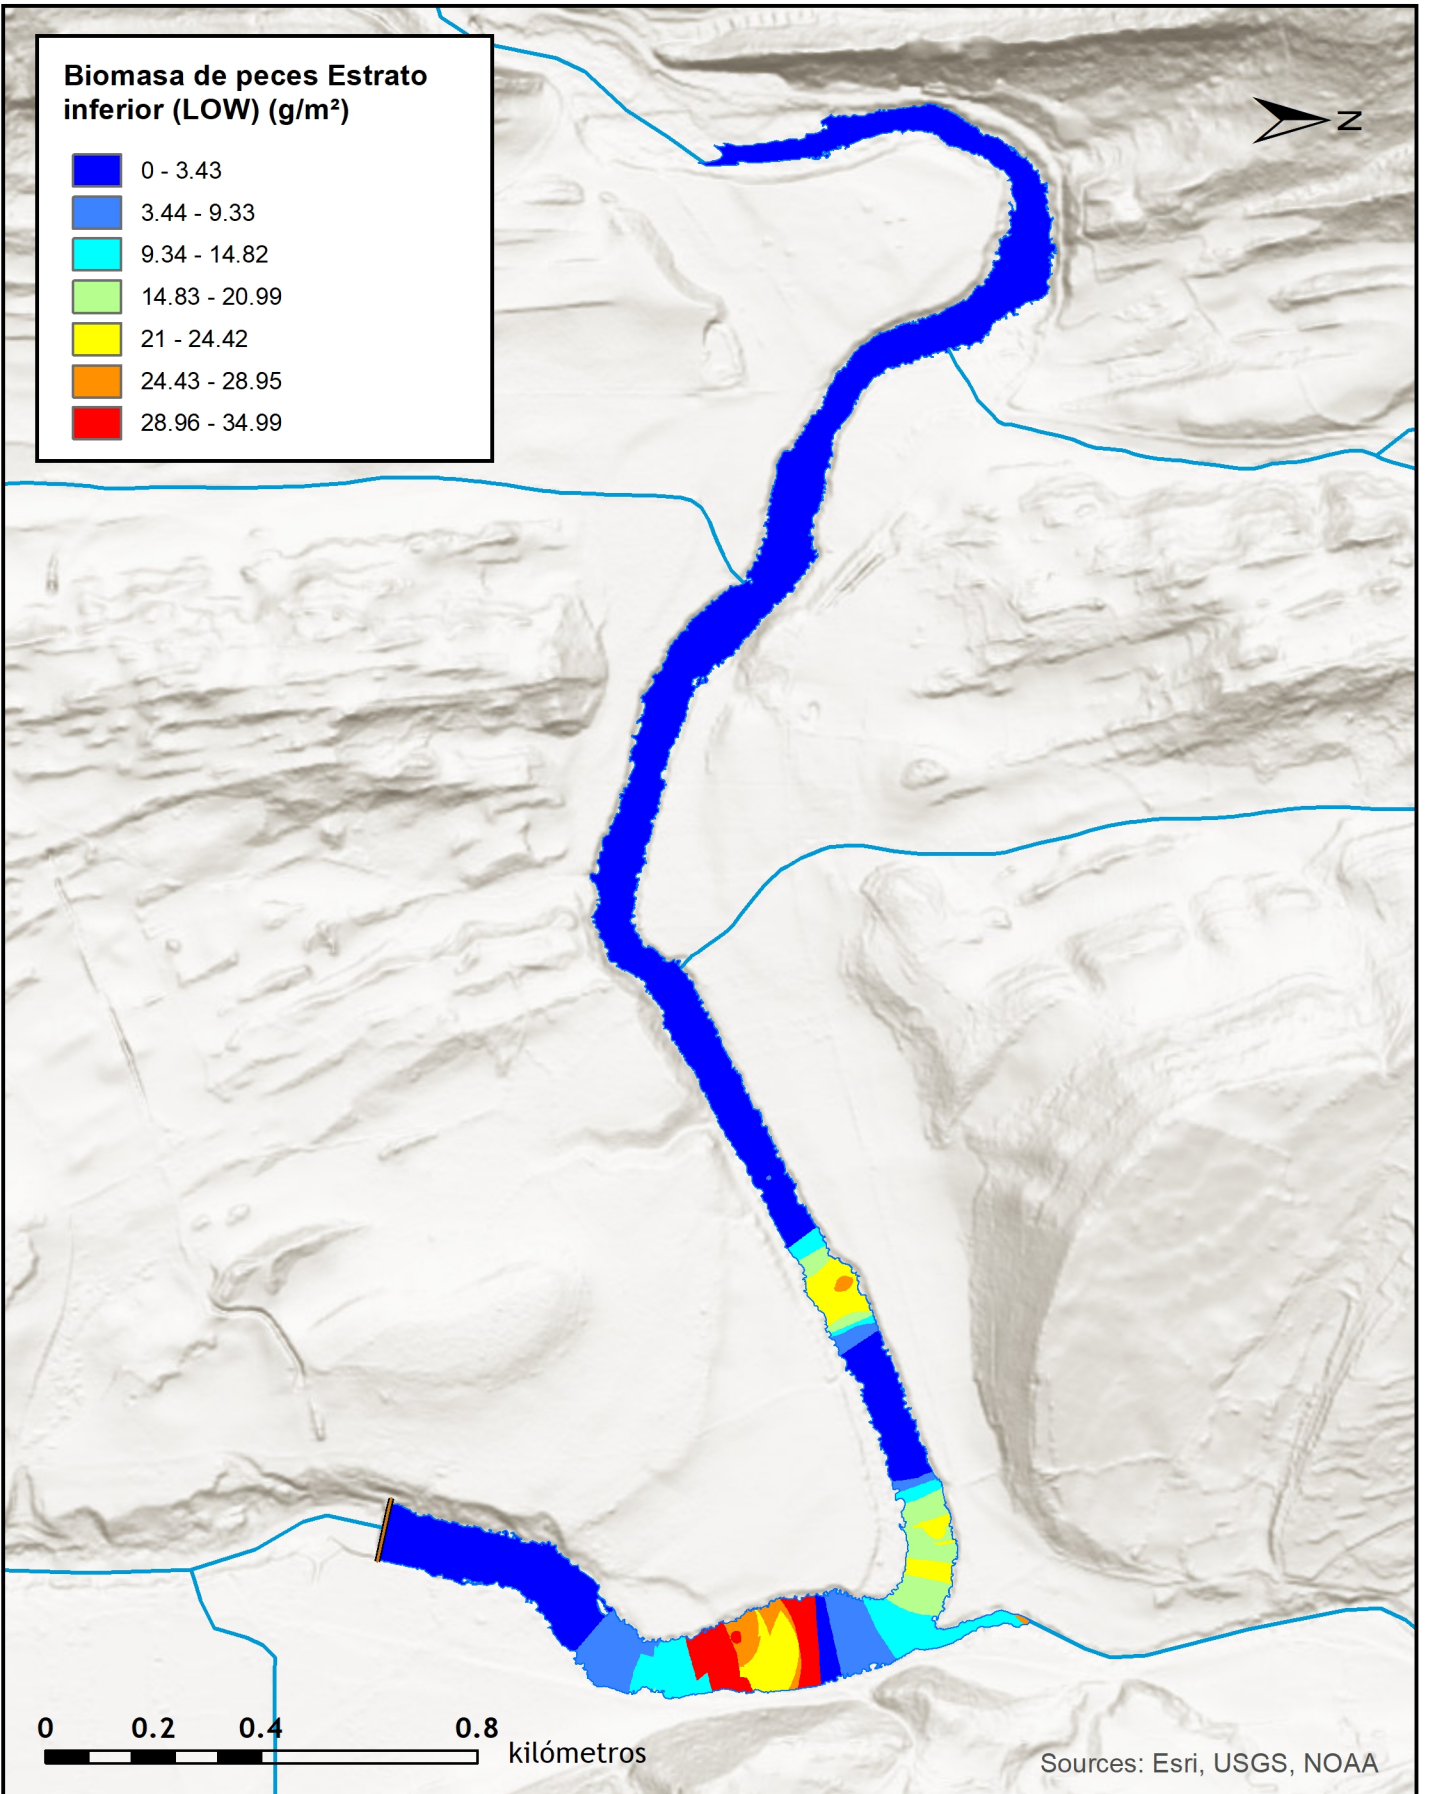 Biomasa de peces Estrato
inferior (LOW) (g/m²)
0 - 3.43
3.44 - 9.33
9.34 - 14.82
14.83 - 20.99
21 - 24.42
24.43 - 28.95
28.96 - 34.99
N
0 0.2 0.4 0.8
kilómetros
Sources: Esri, USGS, NOAA